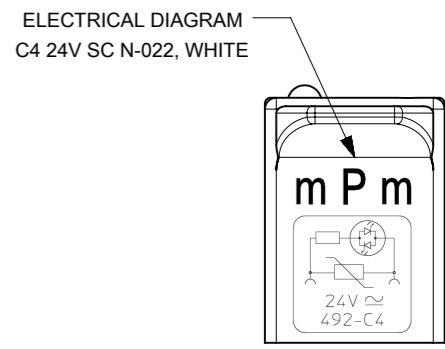 ELECTRICAL DIAGRAM
C4 24V SC N-022, WHITE
m P m
24V ≃
492-C4